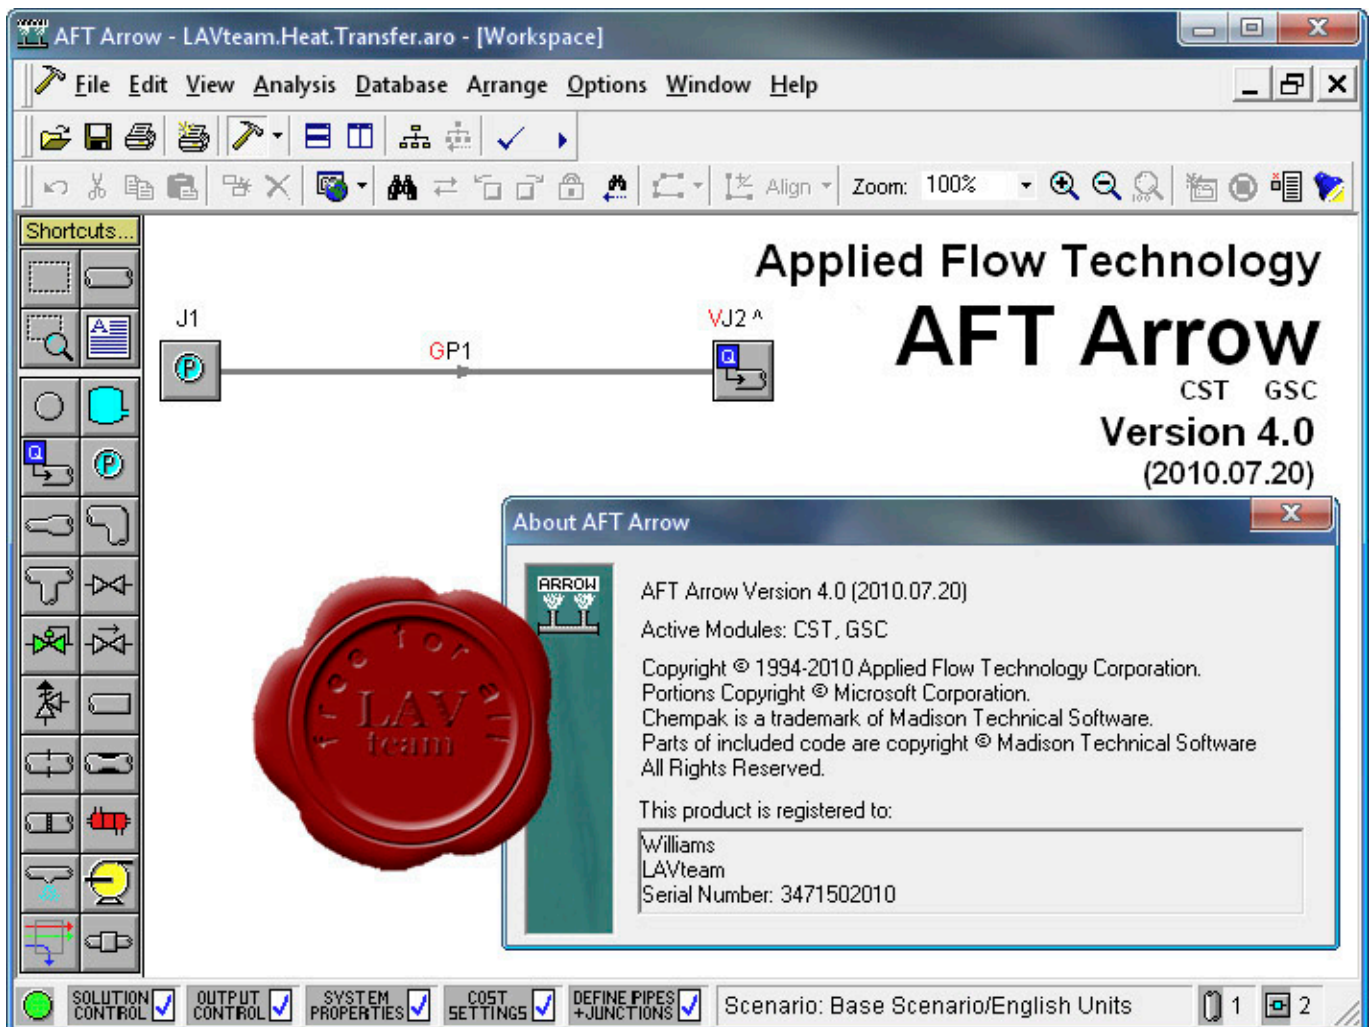 AFT Arrow - LAVteam.Heat.Transfer.aro - [Workspace]
File Edit View Analysis Database Arrange Options Window Help
Align Zoom: 100%
Shortcuts...
Applied Flow Technology
AFT Arrow
CST GSC
Version 4.0
(2010.07.20)
J1
GP1
VJ2 ^
About AFT Arrow
ARROW
AFT Arrow Version 4.0 (2010.07.20)
Active Modules: CST, GSC
Copyright © 1994-2010 Applied Flow Technology Corporation.
Portions Copyright © Microsoft Corporation.
Chempak is a trademark of Madison Technical Software.
Parts of included code are copyright © Madison Technical Software
All Rights Reserved.
This product is registered to:
Williams
LAVteam
Serial Number: 3471502010
free for all
LAV
team
SOLUTION CONTROL
OUTPUT CONTROL
SYSTEM PROPERTIES
COST SETTINGS
DEFINE PIPES +JUNCTIONS
Scenario: Base Scenario/English Units
1
2